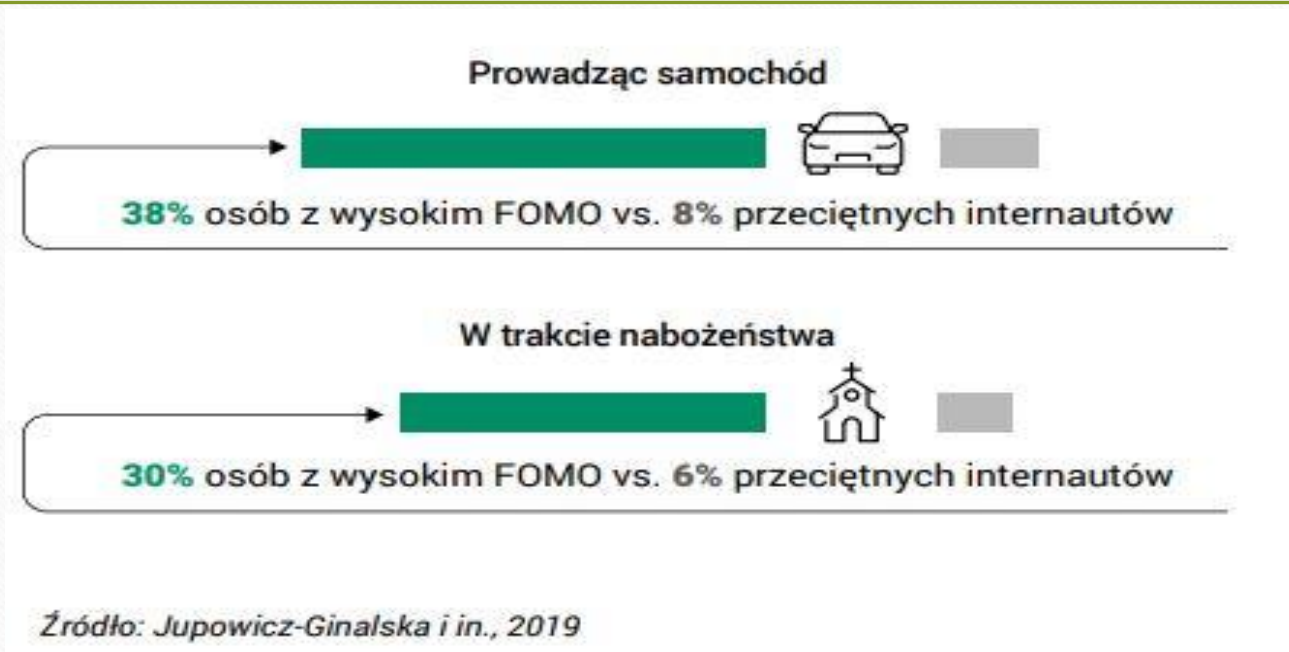 Prowadząc samochód
38% osób z wysokim FOMO vs. 8% przeciętnych internautów
W trakcie nabożeństwa
30% osób z wysokim FOMO vs. 6% przeciętnych internautów
Źródło: Jupowicz-Ginalska i in., 2019